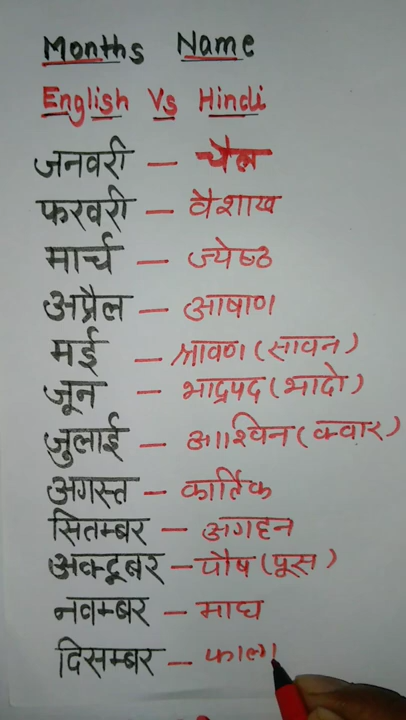 Months Name
English Vs Hindi
जनवरी – चैत्र
फरवरी – वैशाख
मार्च – ज्येष्ठ
अप्रैल – आषाण
मई – श्रावण (सावन)
जून – भाद्रपद (भादो)
जुलाई – आश्विन (क्वार)
अगस्त – कार्तिक
सितम्बर – अगहन
अक्टूबर – पौष (पूस)
नवम्बर – माघ
दिसम्बर – फाल्ग